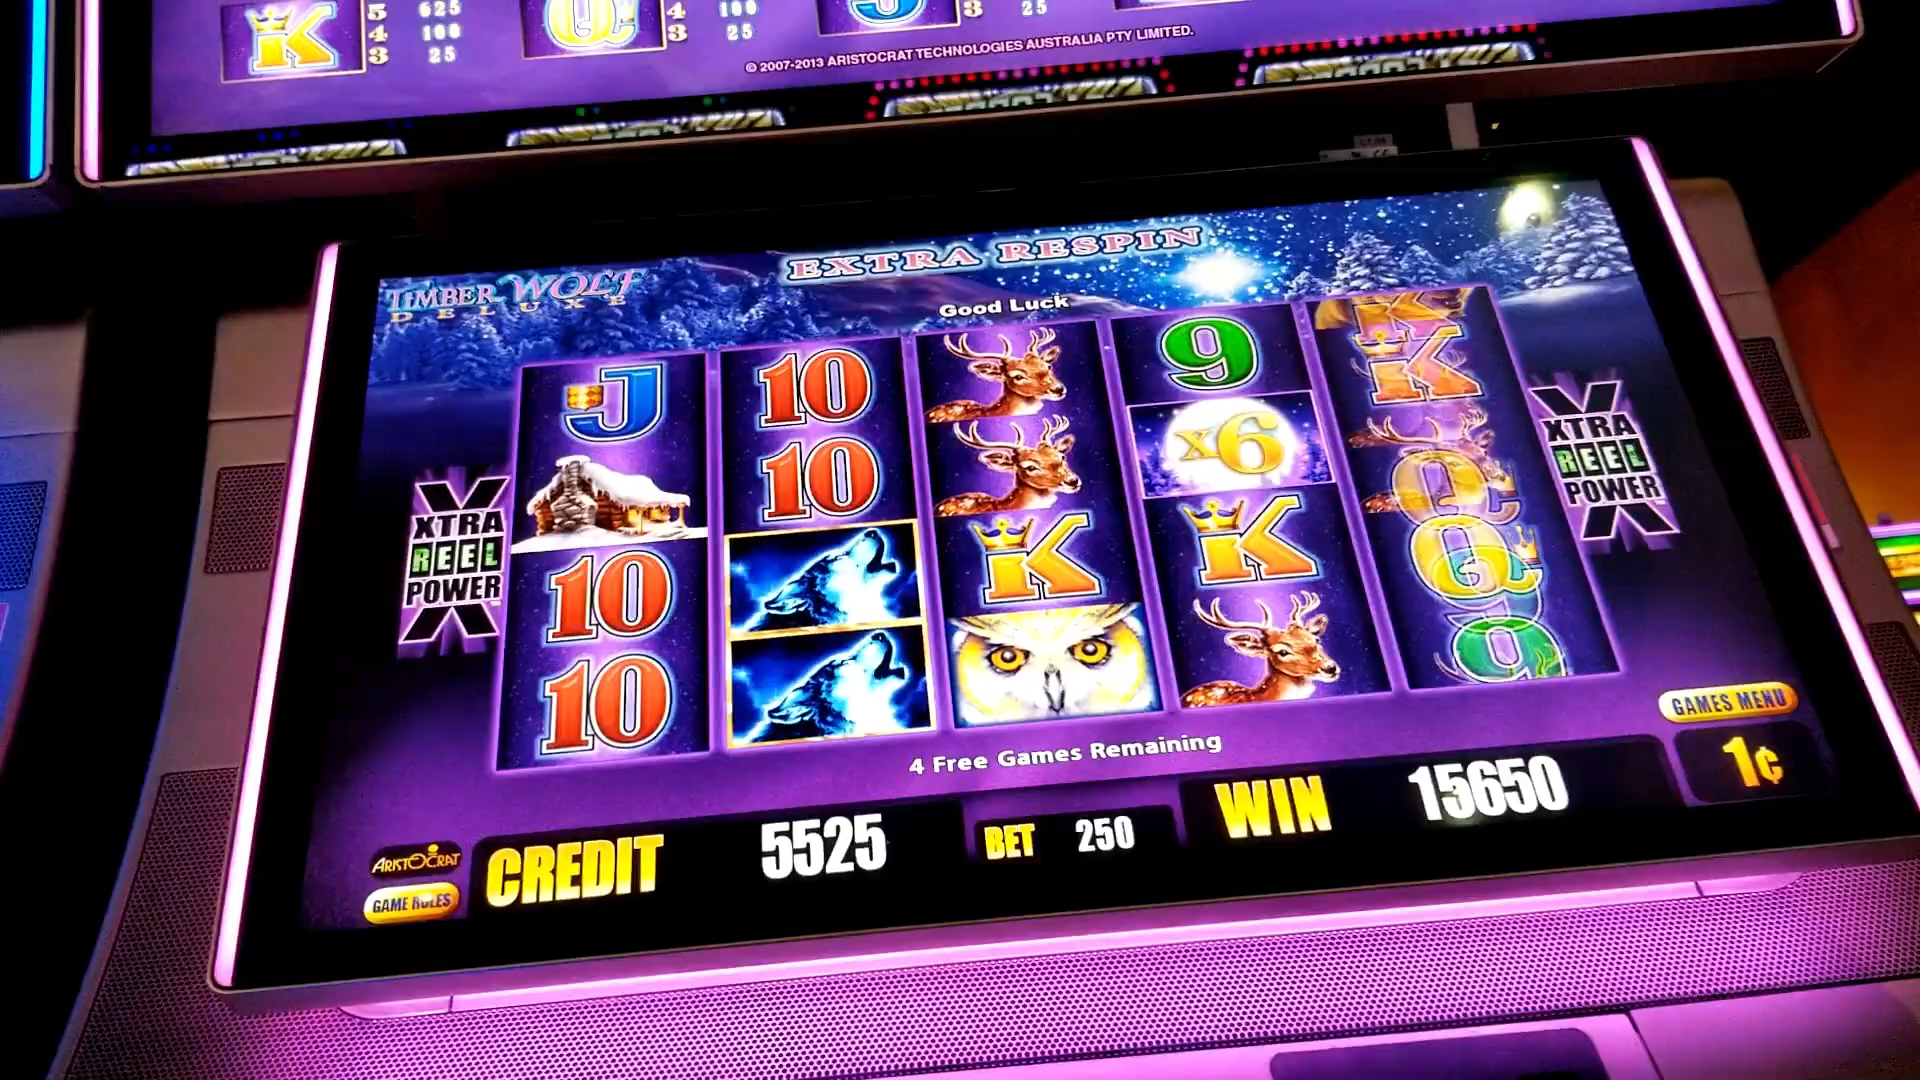 K
5 625
4 100
3 25
Q
4 100
3 25
J
3 25
© 2007-2013 ARISTOCRAT TECHNOLOGIES AUSTRALIA PTY LIMITED.
TIMBER WOLF
DELUXE
EXTRA RESPIN
Good Luck
J 10 9 K
10 x6 Q
10 K K Q
10 9
XTRA
REEL
POWER
XTRA
REEL
POWER
4 Free Games Remaining
GAMES MENU
1¢
ARISTOCRAT
GAME RULES
CREDIT 5525 BET 250 WIN 15650